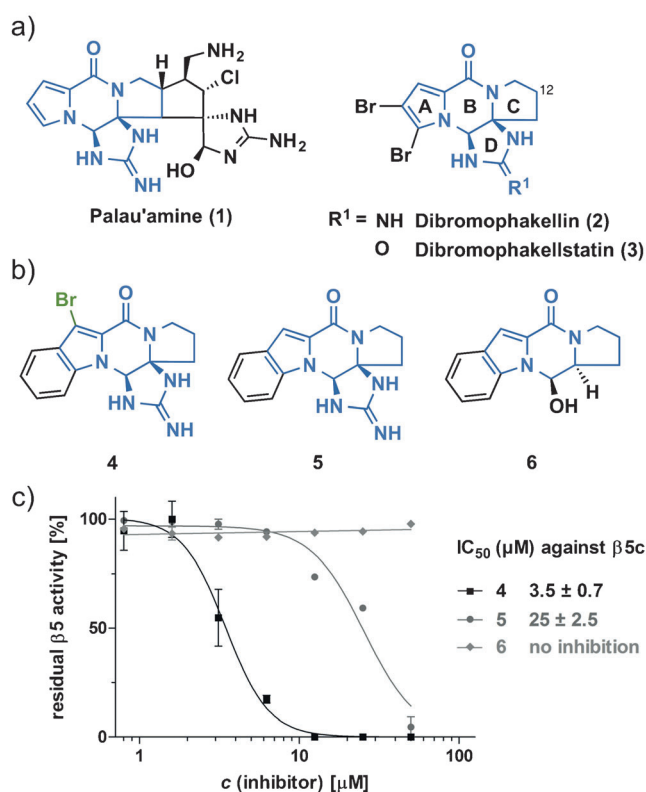 a)
O
H
NH₂
N
Cl
N
NH
HN
NH
NH₂
HO
N
NH
Palau'amine (1)
O
12
Br
A
B
N
C
N
Br
D
NH
HN
R¹
R¹ = NH Dibromophakellin (2)
O Dibromophakellstatin (3)
b)
Br
O
N
N
NH
HN
NH
4
O
N
N
NH
HN
NH
5
O
N
N
H
OH
6
c)
residual β5 activity [%]
100
50
0
1
10
100
c (inhibitor) [µM]
IC₅₀ (µM) against β5c
4 3.5 ± 0.7
5 25 ± 2.5
6 no inhibition